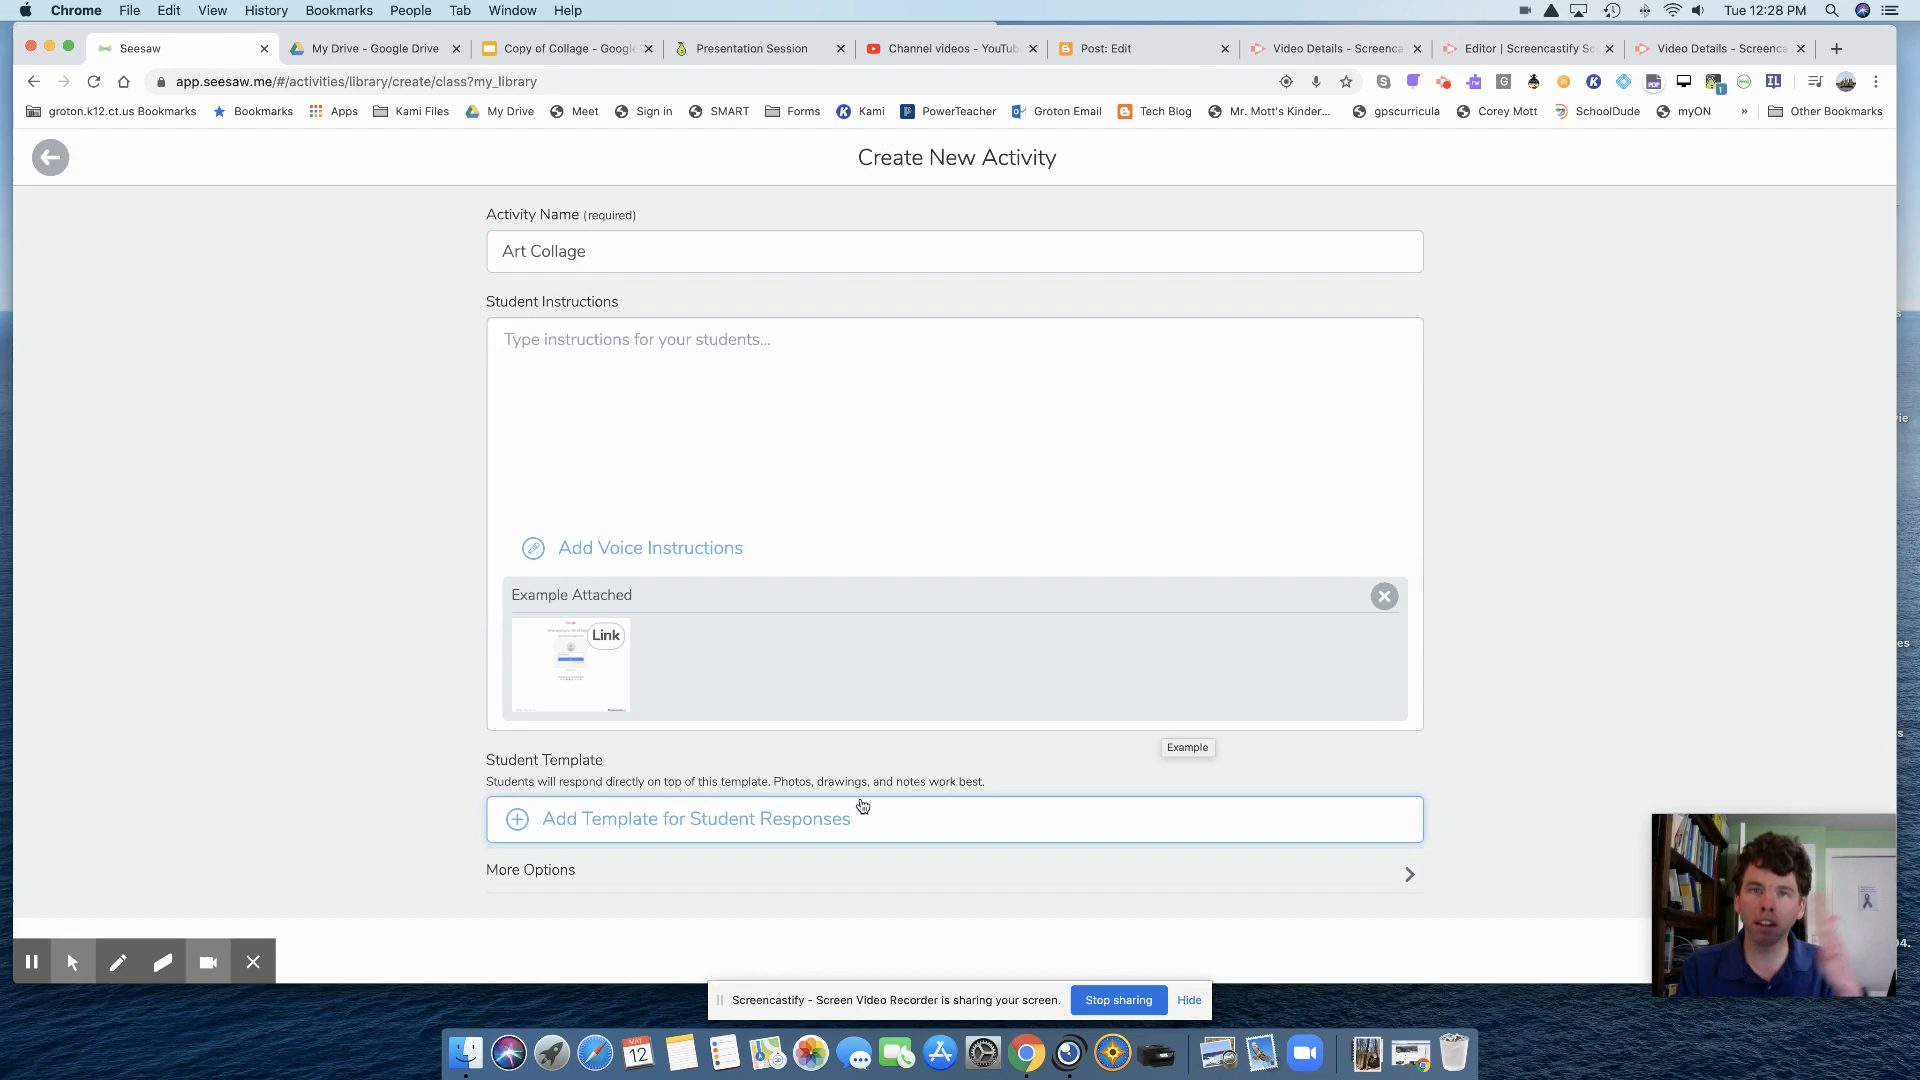 Chrome File Edit View History Bookmarks People Tab Window Help Tue 12:28 PM
Seesaw My Drive - Google Drive Copy of Collage - Google Presentation Session Channel videos - YouTub Post: Edit Video Details - Screenca Editor | Screencastify Sc Video Details - Screenca
app.seesaw.me/#/activities/library/create/class?my_library
groton.k12.ct.us Bookmarks Bookmarks Apps Kami Files My Drive Meet Sign in SMART Forms Kami PowerTeacher Groton Email Tech Blog Mr. Mott's Kinder... gpscurricula Corey Mott SchoolDude myON » Other Bookmarks
Create New Activity
Activity Name (required)
Art Collage
Student Instructions
Type instructions for your students...
Add Voice Instructions
Example Attached
Link
Example
Student Template
Students will respond directly on top of this template. Photos, drawings, and notes work best.
Add Template for Student Responses
More Options
Screencastify - Screen Video Recorder is sharing your screen. Stop sharing Hide
MAY
12